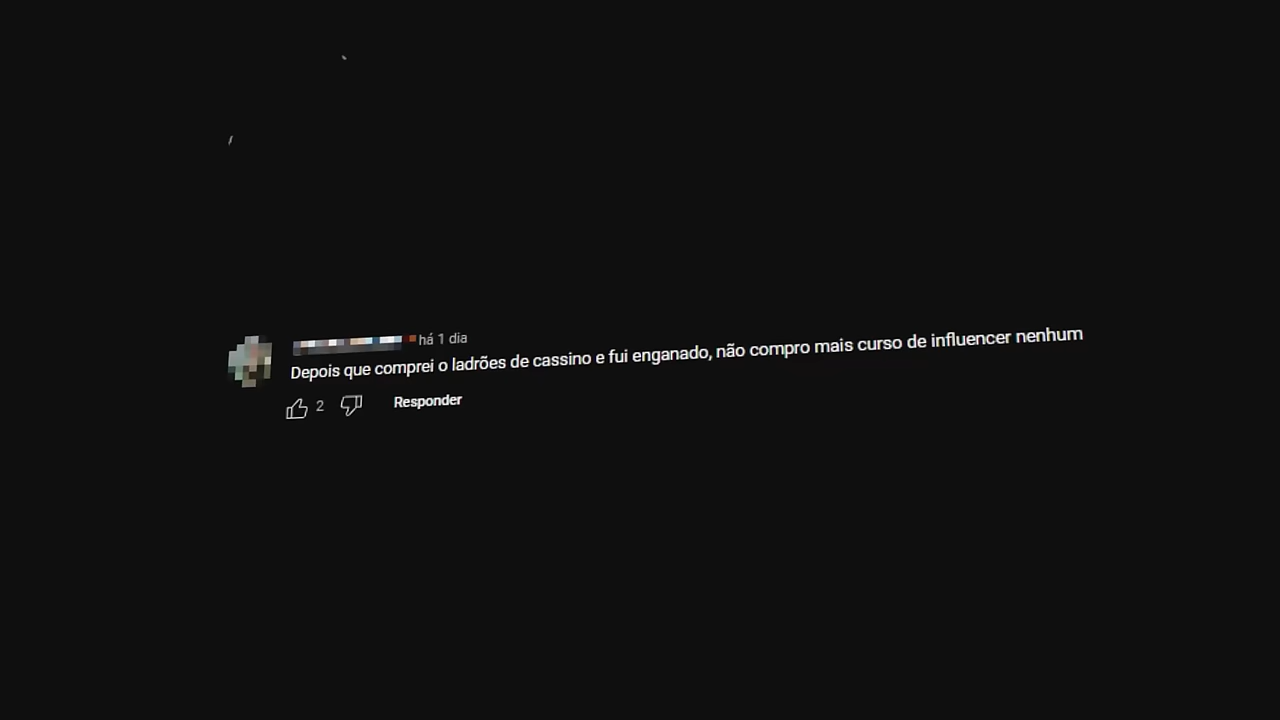 há 1 dia
Depois que comprei o ladrões de cassino e fui enganado, não compro mais curso de influencer nenhum
2 Responder